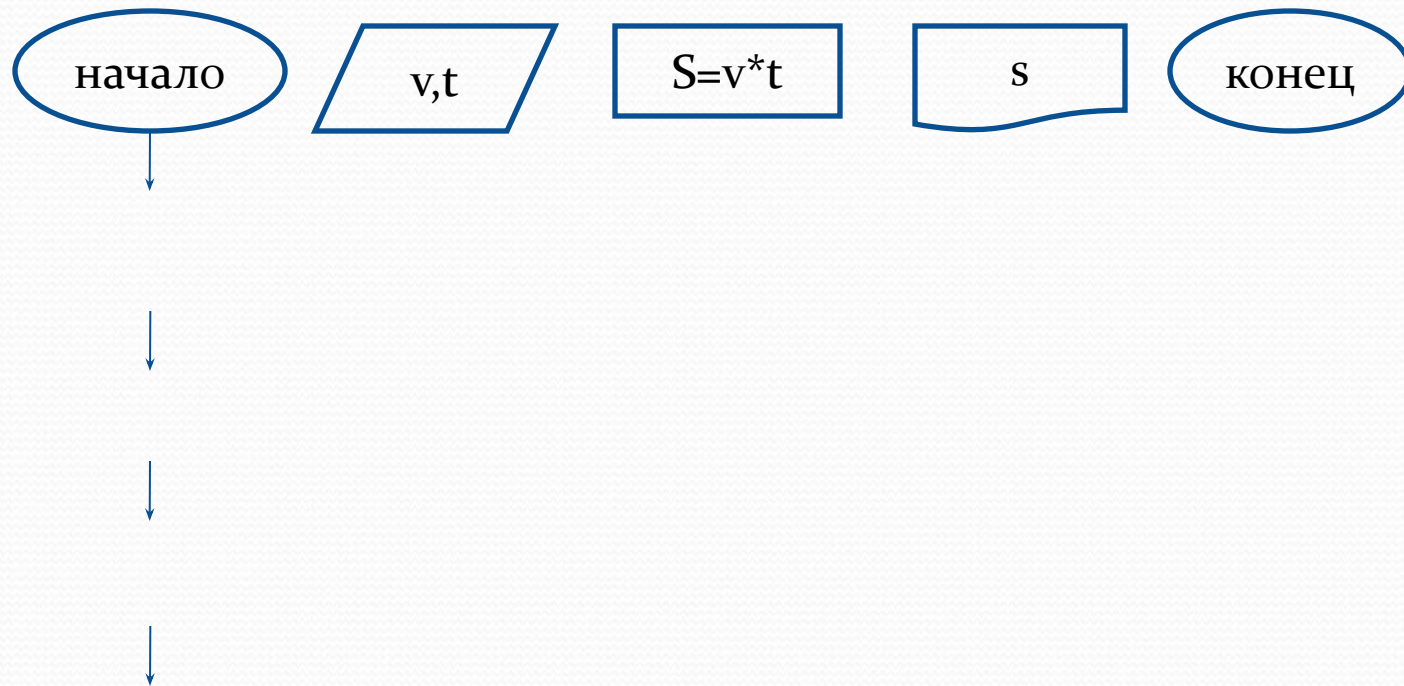 начало
v,t
S=v*t
s
конец